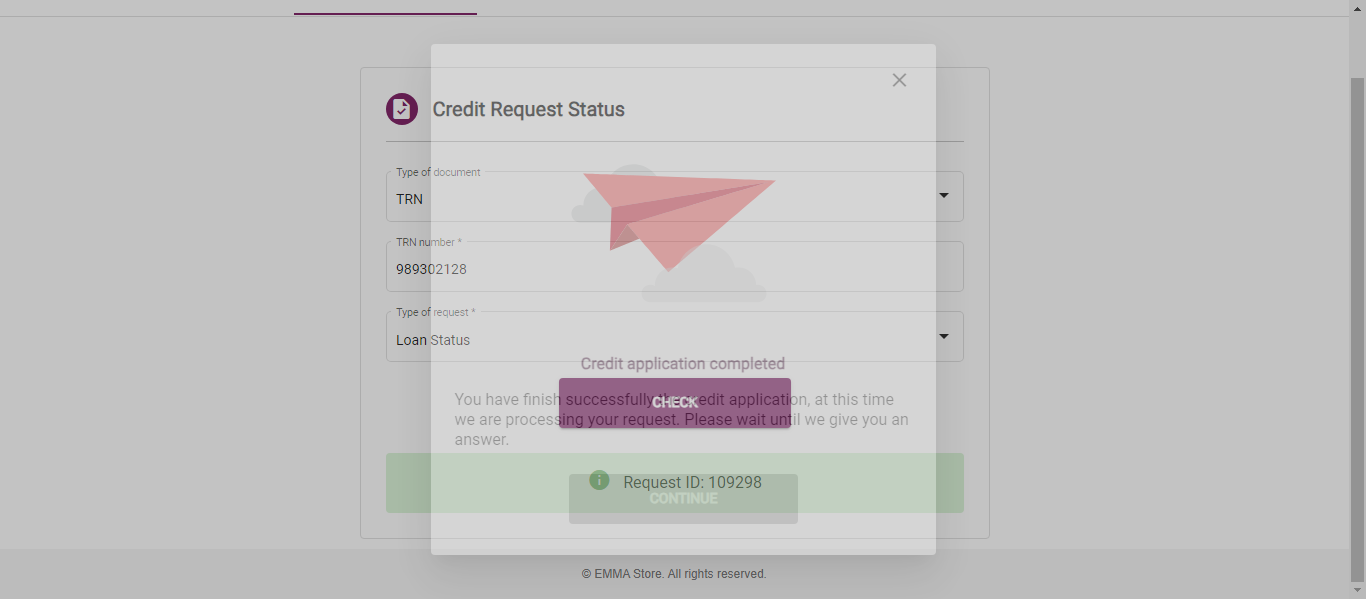 Credit Request Status
Type of document
TRN
TRN number *
989302128
Type of request *
Loan Status
Credit application completed
CHECK
You have finish successfully the credit application, at this time
we are processing your request. Please wait until we give you an
answer.
Request ID: 109298
CONTINUE
© EMMA Store. All rights reserved.